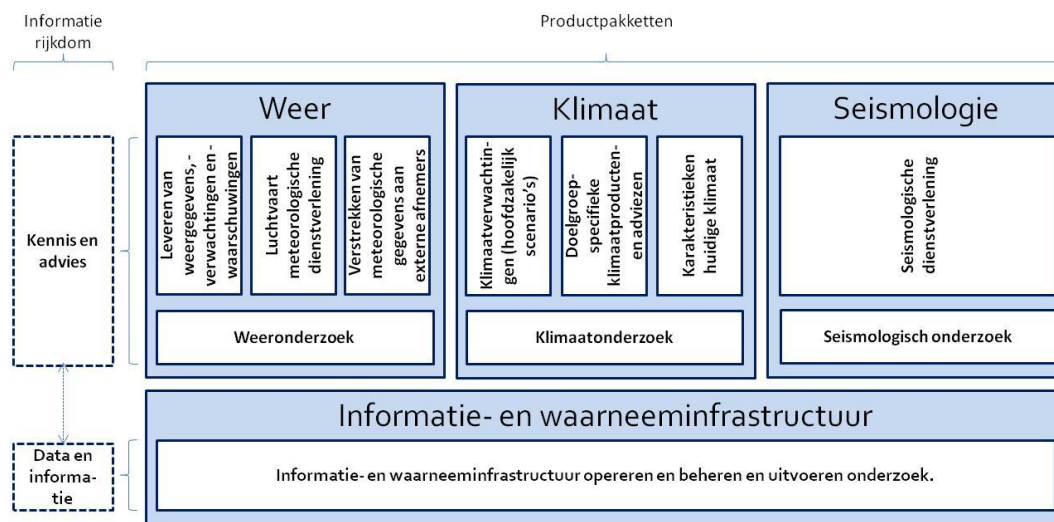 Informatie
rijkdom
Productpakketten
Weer
Klimaat
Seismologie
Kennis en
advies
Leveren van
weergegevens, -
verwachtingen en -
waarschuwingen
Luchtvaart
meteorologische
dienstverlening
Verstrekken van
meteorologische
gegevens aan
externe afnemers
Klimaatverwachtin-
gen (hoofdzakelijk
scenario's)
Doelgroep-
specifieke
klimaatproducten-
en adviezen
Karakteristieken
huidige klimaat
Seismologische
dienstverlening
Weeronderzoek
Klimaatonderzoek
Seismologisch onderzoek
Informatie- en waarneeminfrastructuur
Data en
informa-
tie
Informatie- en waarneeminfrastructuur opereren en beheren en uitvoeren onderzoek.